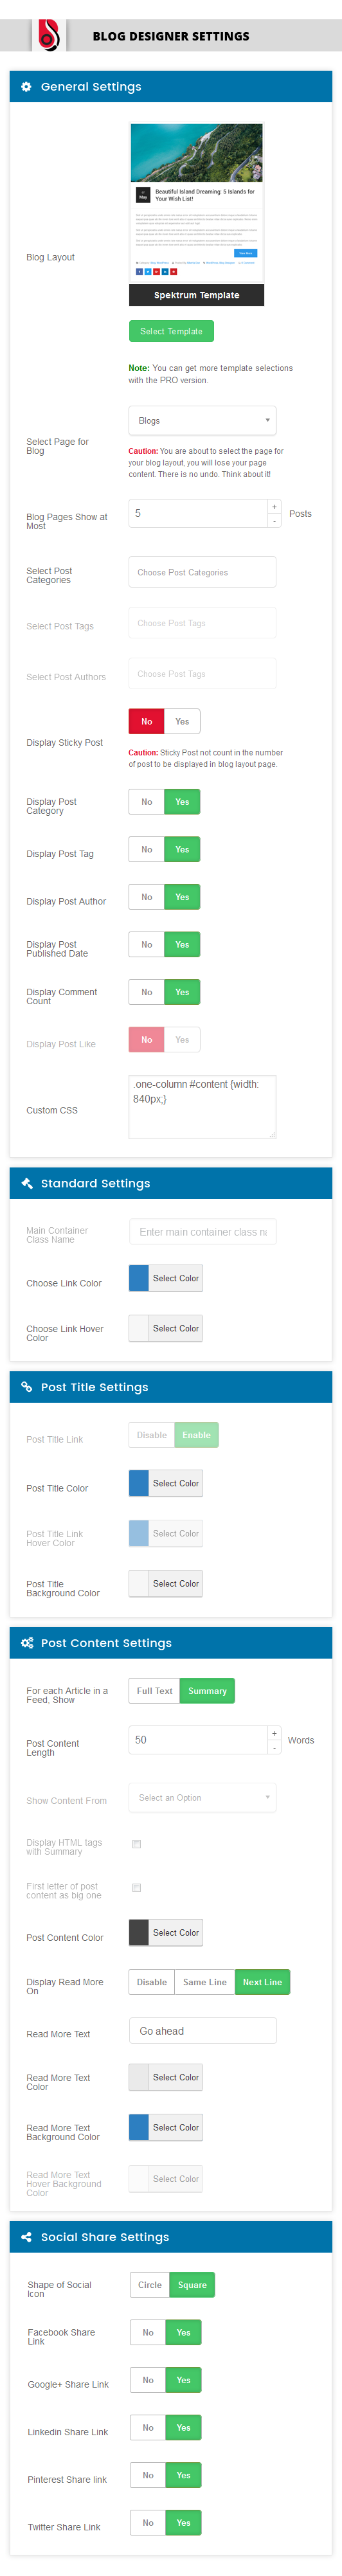 BLOG DESIGNER SETTINGS
General Settings
Blog Layout
May
Beautiful Island Dreaming: 5 Islands for
Your Wish List!
Spektrum Template
Select Template
Note: You can get more template selections
with the PRO version.
Select Page for
Blog
Blogs
Caution: You are about to select the page for
your blog layout, you will lose your page
content. There is no undo. Think about it!
Blog Pages Show at
Most
5
+
-
Posts
Select Post
Categories
Choose Post Categories
Select Post Tags
Choose Post Tags
Select Post Authors
Choose Post Tags
Display Sticky Post
No Yes
Caution: Sticky Post not count in the number
of post to be displayed in blog layout page.
Display Post
Category
No Yes
Display Post Tag
No Yes
Display Post Author
No Yes
Display Post
Published Date
No Yes
Display Comment
Count
No Yes
Display Post Like
No Yes
Custom CSS
.one-column #content {width:
840px;}
Standard Settings
Main Container
Class Name
Enter main container class na
Choose Link Color
Select Color
Choose Link Hover
Color
Select Color
Post Title Settings
Post Title Link
Disable Enable
Post Title Color
Select Color
Post Title Link
Hover Color
Select Color
Post Title
Background Color
Select Color
Post Content Settings
For each Article in a
Feed, Show
Full Text Summary
Post Content
Length
50
+
-
Words
Show Content From
Select an Option
Display HTML tags
with Summary
First letter of post
content as big one
Post Content Color
Select Color
Display Read More
On
Disable Same Line Next Line
Read More Text
Go ahead
Read More Text
Color
Select Color
Read More Text
Background Color
Select Color
Read More Text
Hover Background
Color
Select Color
Social Share Settings
Shape of Social
Icon
Circle Square
Facebook Share
Link
No Yes
Google+ Share Link
No Yes
Linkedin Share Link
No Yes
Pinterest Share link
No Yes
Twitter Share Link
No Yes